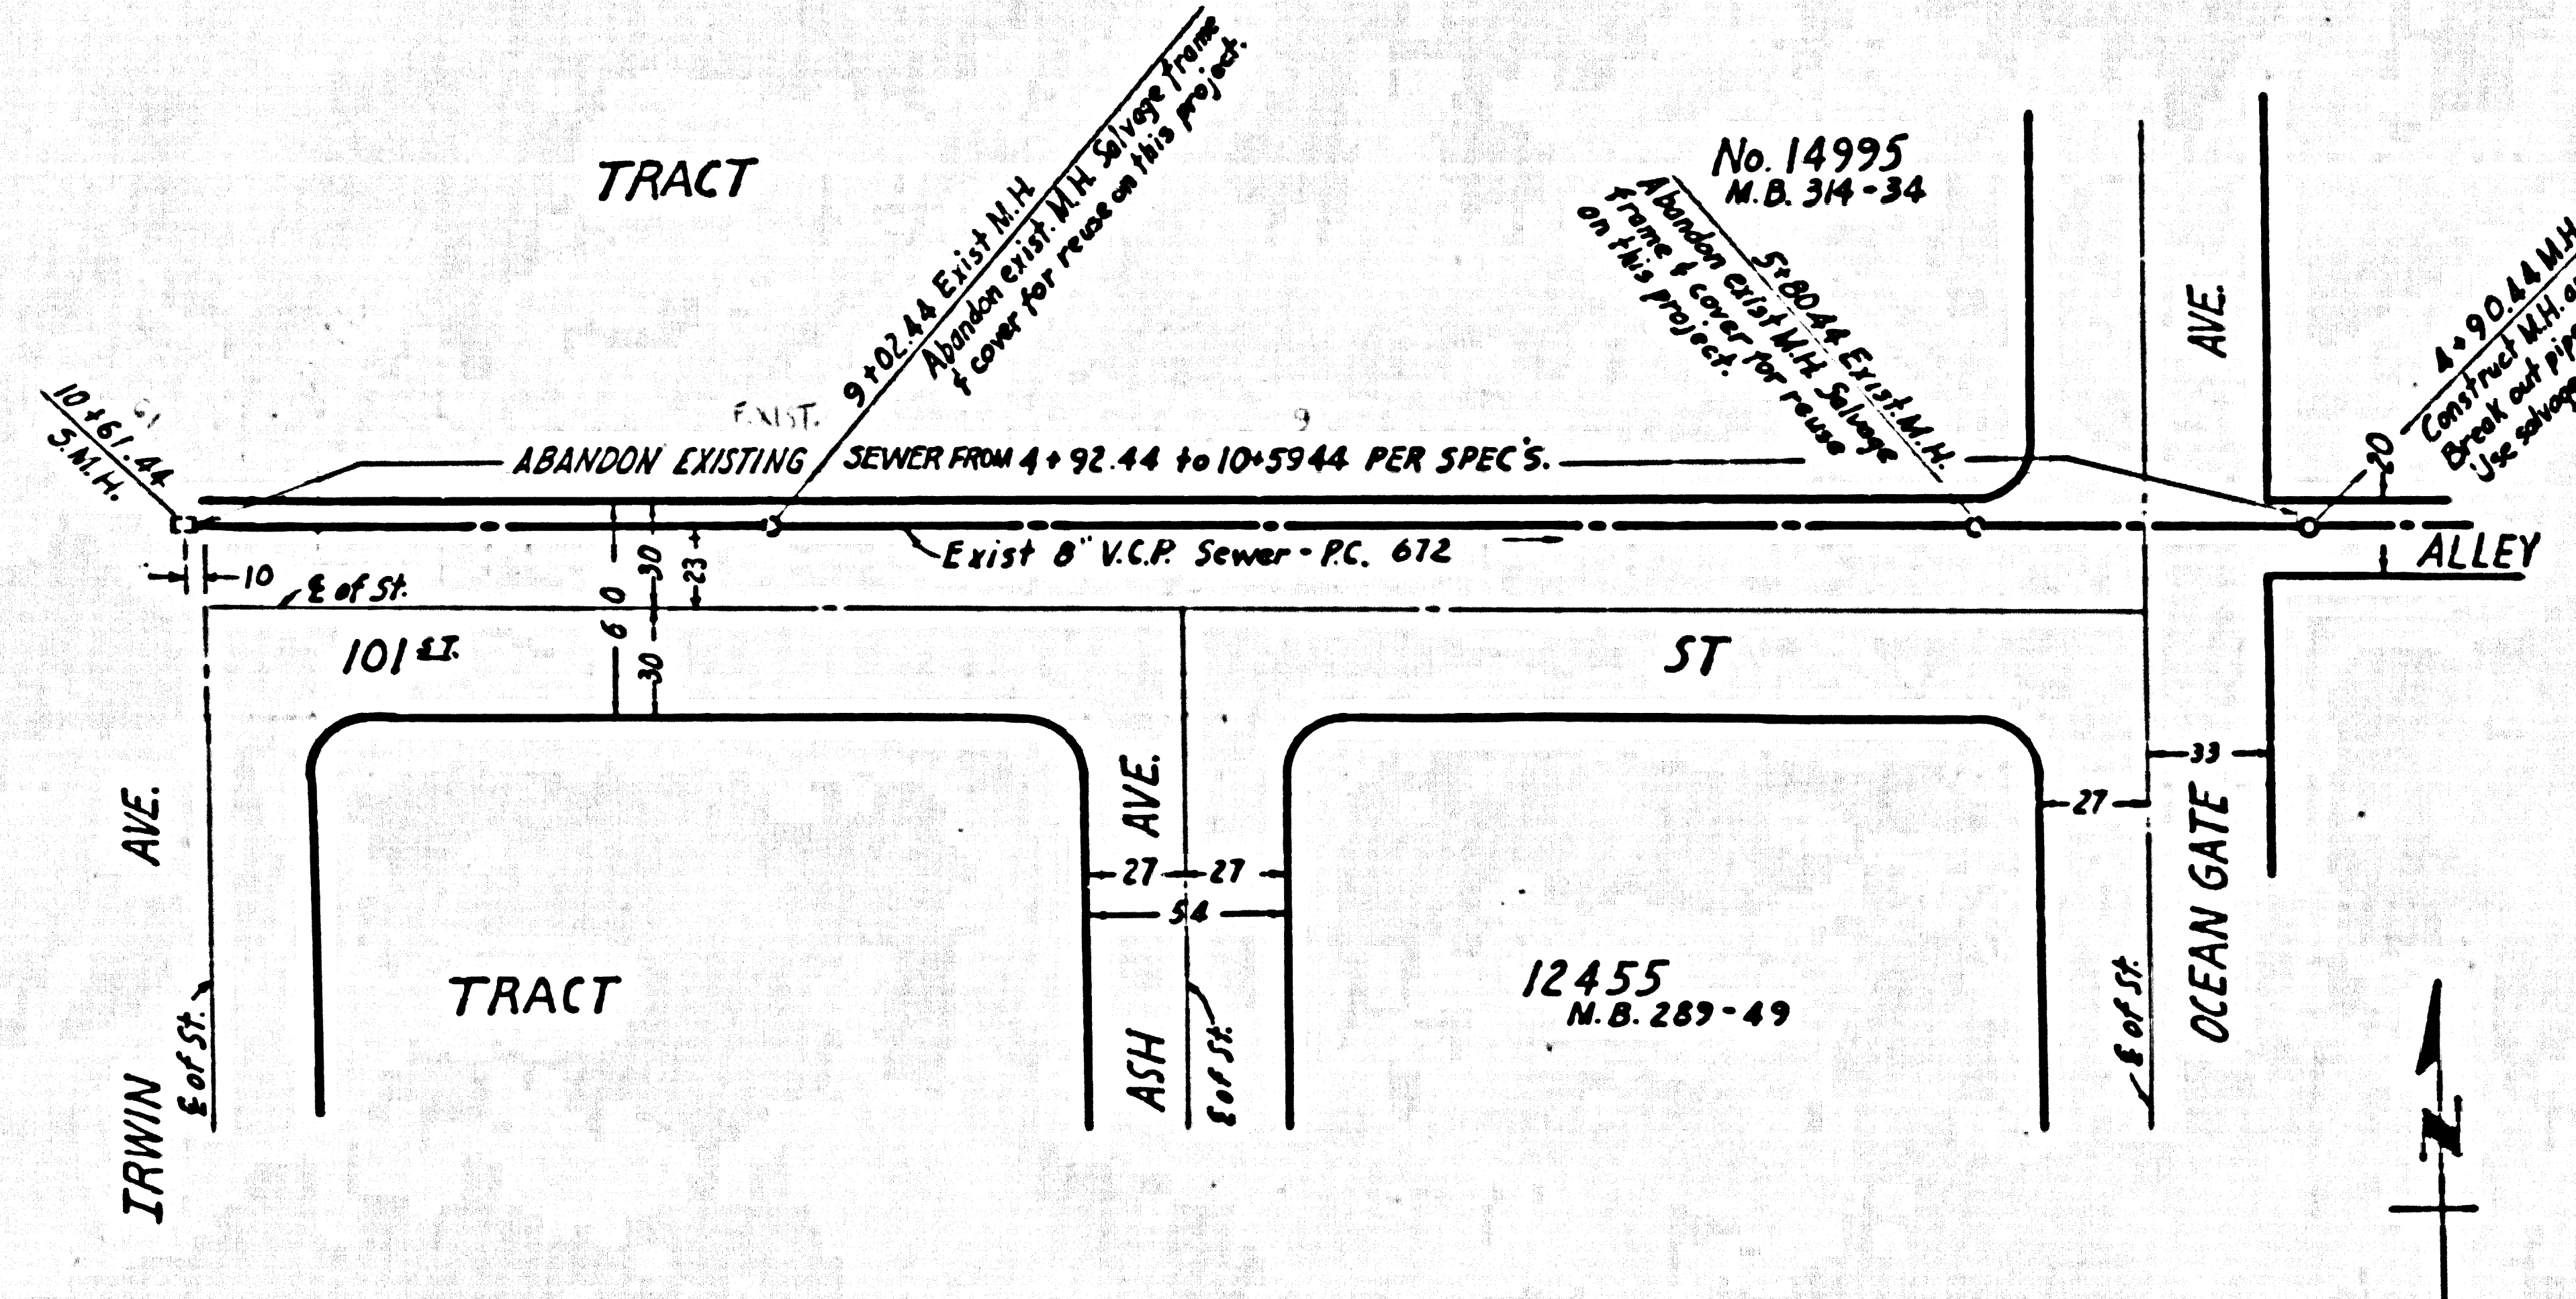 TRACT
No. 14995
M.B. 314-34
9+02.44 Exist M.H.
Abandon exist. M.H. Salvage frame
& cover for reuse on this project.
5+80.44 Exist. M.H.
Abandon exist M.H. Salvage
frame & cover for reuse
on this project.
AVE.
4+90.44 M.H.
Construct M.H.
Break out pipe
Use salvage
10+61.44
S.M.H.
61
EXIST.
9
ABANDON EXISTING SEWER FROM 4+92.44 to 10+5944 PER SPEC'S.
20
Exist 8" V.C.P. Sewer - P.C. 672
ALLEY
10
℄ of St.
60
30
23
30
101 ST.
ST
33
27
AVE.
AVE.
27 27
54
TRACT
12455
M.B. 289-49
IRWIN
℄ of St.
ASH
℄ of St.
℄ of St.
OCEAN GATE
N